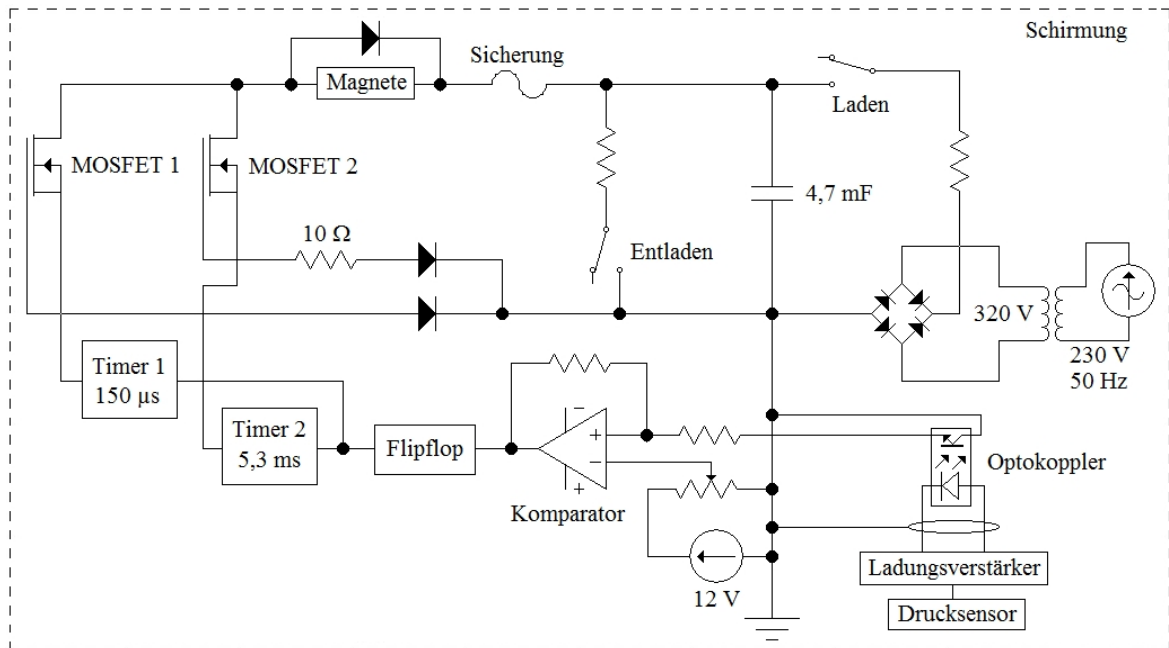 Schirmung
Sicherung
Magnete
Laden
MOSFET 1
MOSFET 2
4,7 mF
10 Ω
Entladen
320 V
230 V
50 Hz
Timer 1
150 µs
Timer 2
5,3 ms
Flipflop
Komparator
Optokoppler
12 V
Ladungsverstärker
Drucksensor